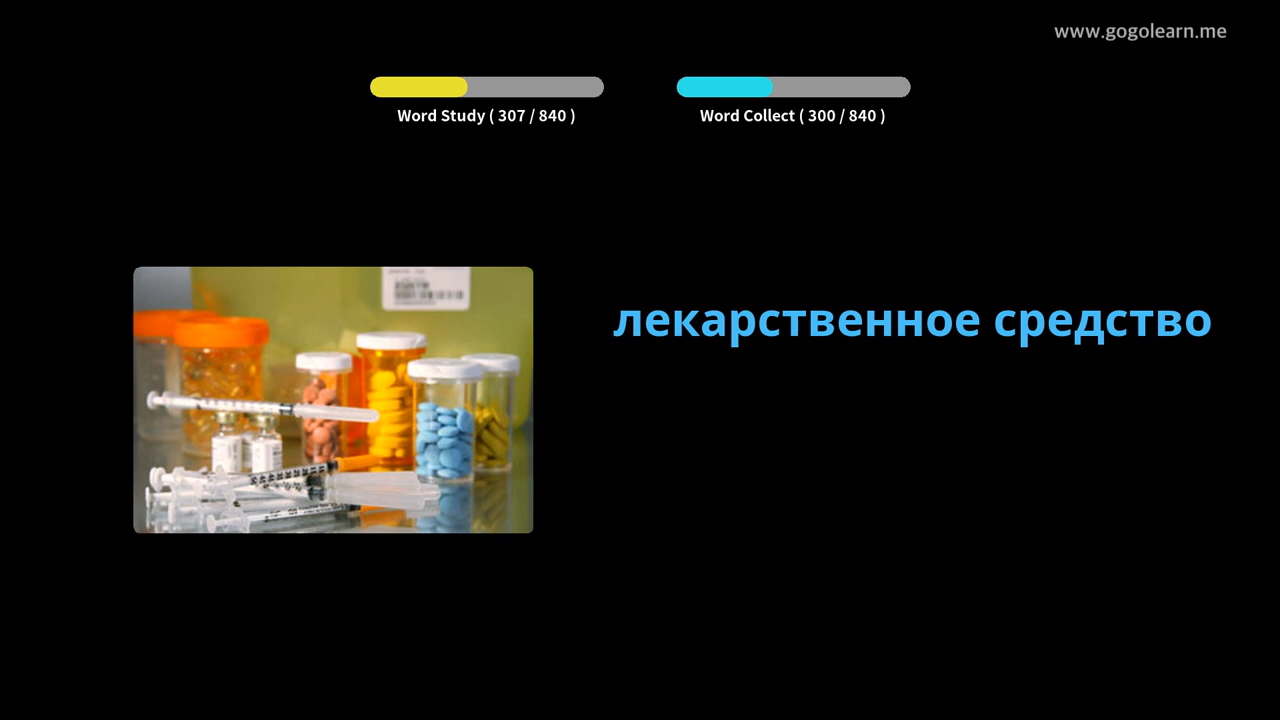 www.gogolearn.me
Word Study ( 307 / 840 )
Word Collect ( 300 / 840 )
лекарственное средство